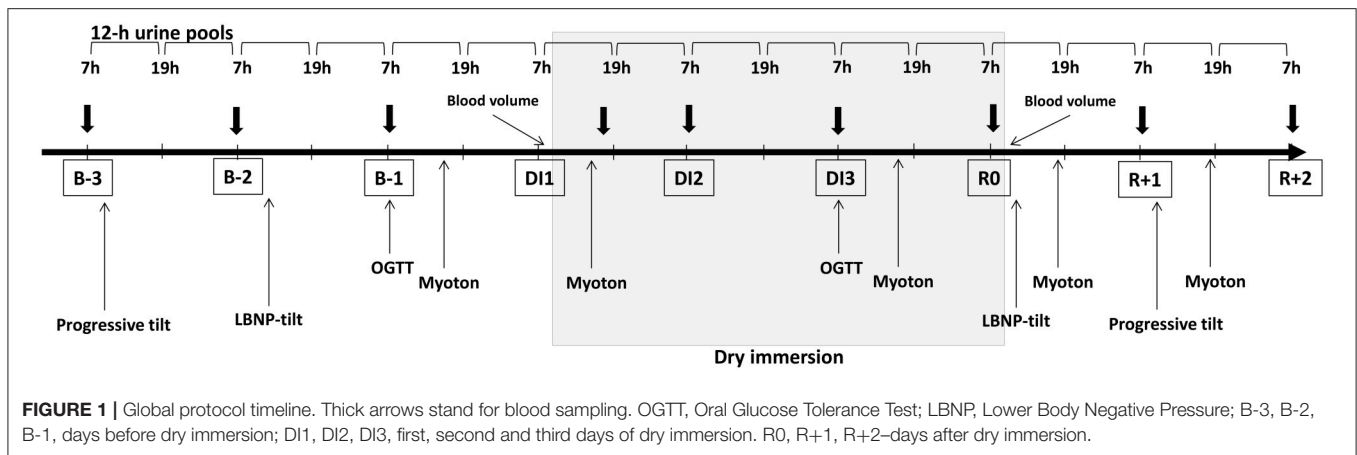 12-h urine pools
7h 19h 7h 19h 7h 19h 7h 19h 7h 19h 7h 19h 7h 19h 7h 19h 7h
Blood volume Blood volume
B-3 B-2 B-1 DI1 DI2 DI3 R0 R+1 R+2
OGTT Myoton Myoton OGTT Myoton Myoton Myoton
Progressive tilt LBNP-tilt LBNP-tilt Progressive tilt
Dry immersion
FIGURE 1 | Global protocol timeline. Thick arrows stand for blood sampling. OGTT, Oral Glucose Tolerance Test; LBNP, Lower Body Negative Pressure; B-3, B-2,
B-1, days before dry immersion; DI1, DI2, DI3, first, second and third days of dry immersion. R0, R+1, R+2–days after dry immersion.